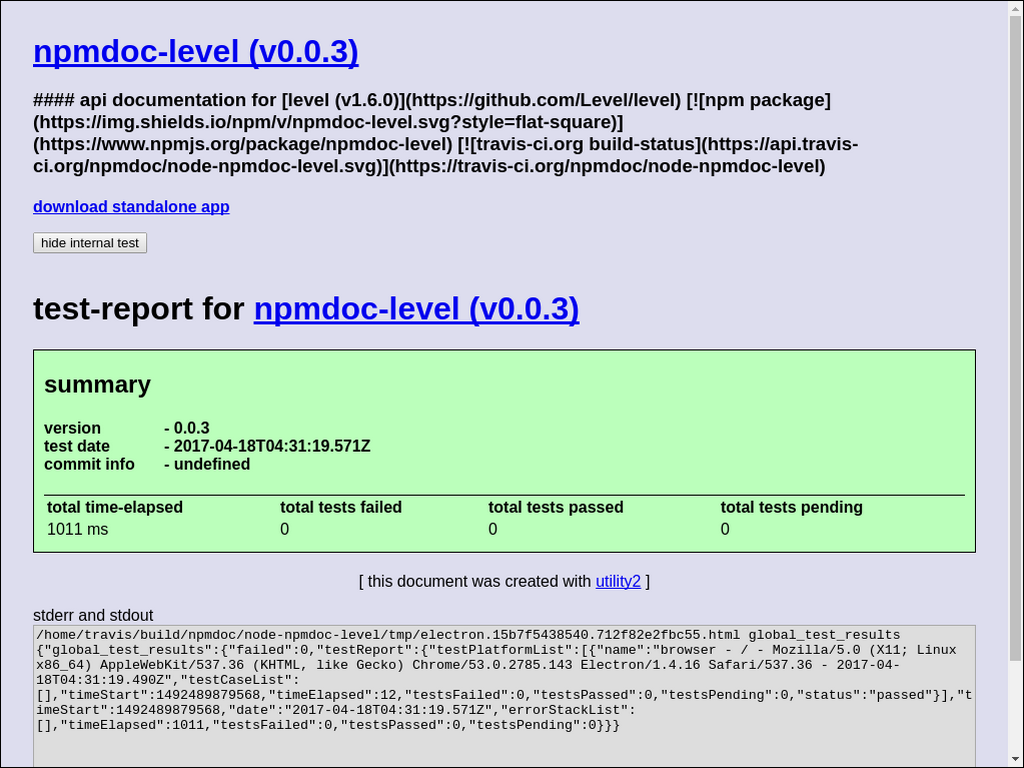 npmdoc-level (v0.0.3)
#### api documentation for [level (v1.6.0)](https://github.com/Level/level) [![npm package]
(https://img.shields.io/npm/v/npmdoc-level.svg?style=flat-square)]
(https://www.npmjs.org/package/npmdoc-level) [![travis-ci.org build-status](https://api.travis-
ci.org/npmdoc/node-npmdoc-level.svg)](https://travis-ci.org/npmdoc/node-npmdoc-level)
download standalone app
hide internal test
test-report for npmdoc-level (v0.0.3)
summary
version - 0.0.3
test date - 2017-04-18T04:31:19.571Z
commit info - undefined
total time-elapsed total tests failed total tests passed total tests pending
1011 ms 0 0 0
[ this document was created with utility2 ]
stderr and stdout
/home/travis/build/npmdoc/node-npmdoc-level/tmp/electron.15b7f5438540.712f82e2fbc55.html global_test_results
{"global_test_results":{"failed":0,"testReport":{"testPlatformList":[{"name":"browser - / - Mozilla/5.0 (X11; Linux
x86_64) AppleWebKit/537.36 (KHTML, like Gecko) Chrome/53.0.2785.143 Electron/1.4.16 Safari/537.36 - 2017-04-
18T04:31:19.490Z","testCaseList":
[],"timeStart":1492489879568,"timeElapsed":12,"testsFailed":0,"testsPassed":0,"testsPending":0,"status":"passed"}],"t
imeStart":1492489879568,"date":"2017-04-18T04:31:19.571Z","errorStackList":
[],"timeElapsed":1011,"testsFailed":0,"testsPassed":0,"testsPending":0}}}